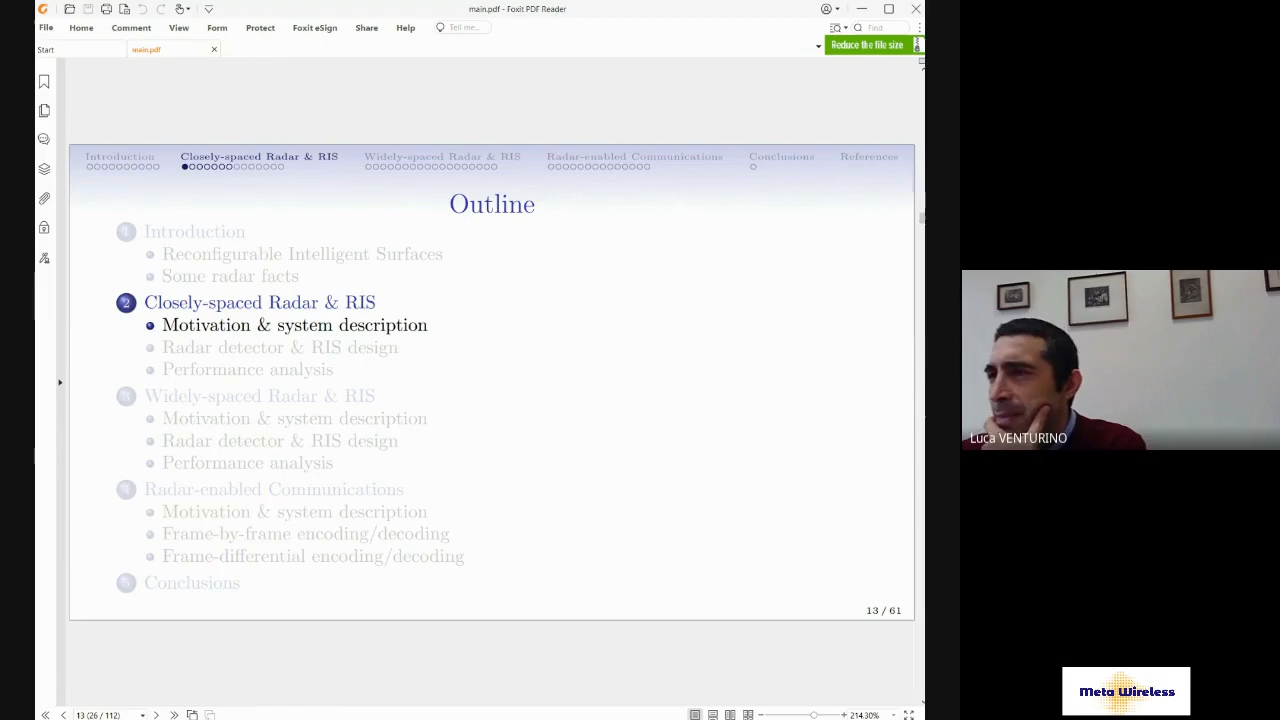 main.pdf - Foxit PDF Reader
File Home Comment View Form Protect Foxit eSign Share Help Tell me... Find
Start main.pdf Reduce the file size
Introduction Closely-spaced Radar & RIS Widely-spaced Radar & RIS Radar-enabled Communications Conclusions References
Outline
1 Introduction
Reconfigurable Intelligent Surfaces
Some radar facts
2 Closely-spaced Radar & RIS
Motivation & system description
Radar detector & RIS design
Performance analysis
3 Widely-spaced Radar & RIS
Motivation & system description
Radar detector & RIS design
Performance analysis
4 Radar-enabled Communications
Motivation & system description
Frame-by-frame encoding/decoding
Frame-differential encoding/decoding
5 Conclusions
13 / 61
Luca VENTURINO
Meta Wireless
13 (26 / 112) 214.30%